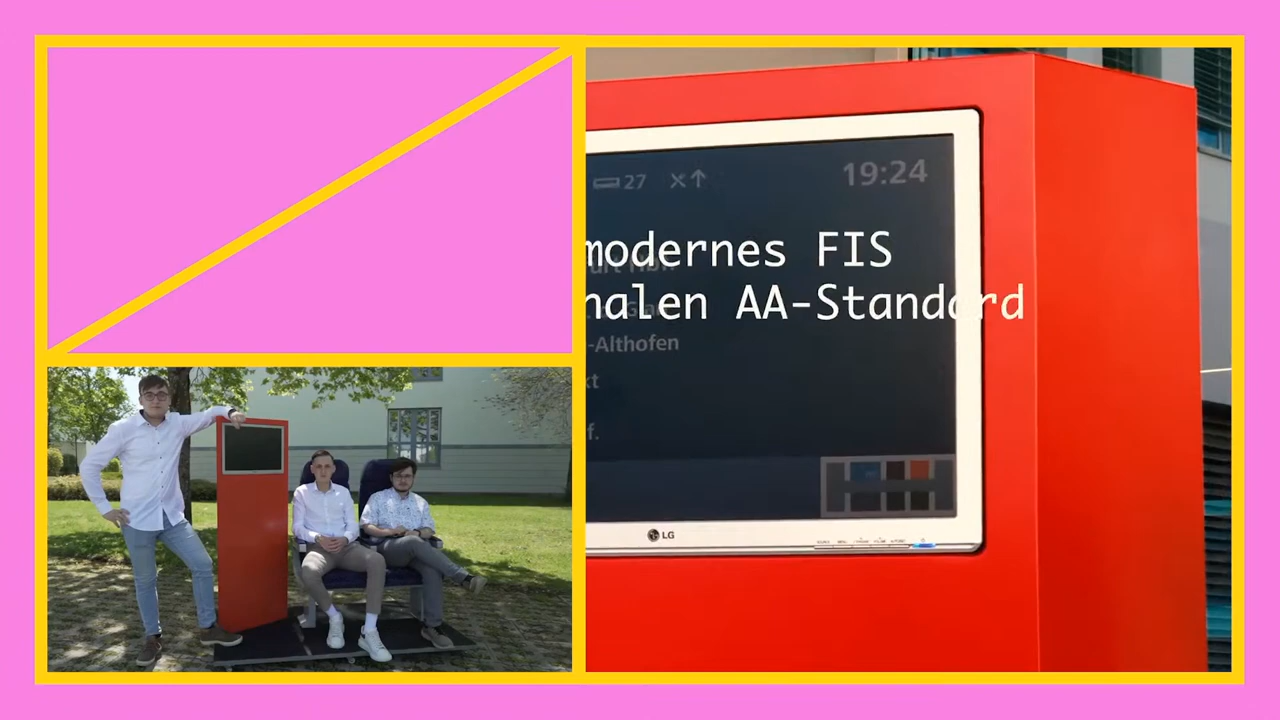 27
19:24
modernes FIS
nalen AA-Standard
-Althofen
LG